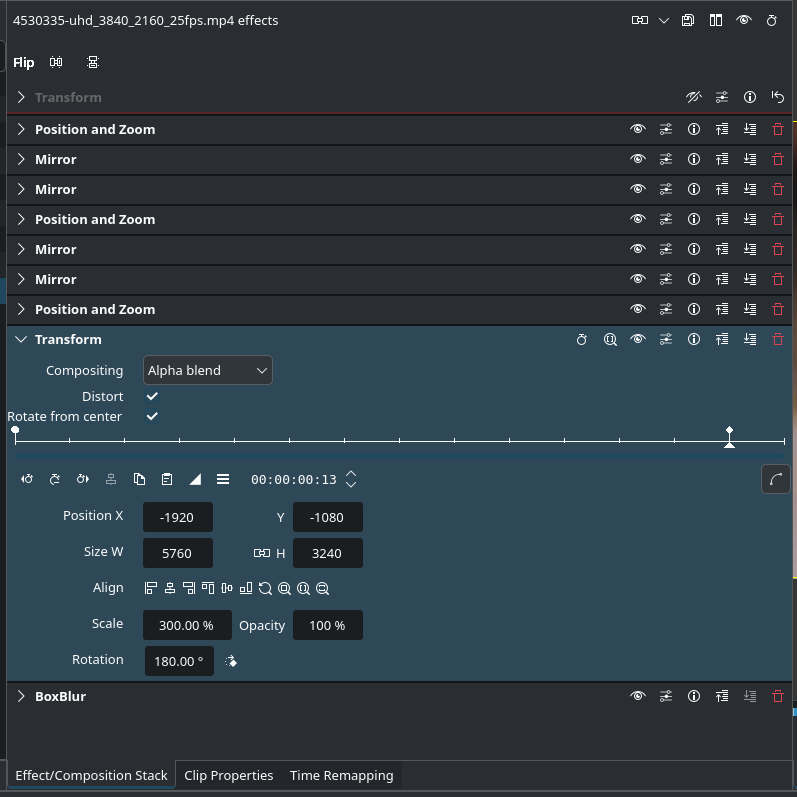 4530335-uhd_3840_2160_25fps.mp4 effects
Flip
Transform
Position and Zoom
Mirror
Mirror
Position and Zoom
Mirror
Mirror
Position and Zoom
Transform
Compositing Alpha blend
Distort
Rotate from center
00:00:00:13
Position X -1920 Y -1080
Size W 5760 H 3240
Align
Scale 300.00 % Opacity 100 %
Rotation 180.00 °
BoxBlur
Effect/Composition Stack Clip Properties Time Remapping